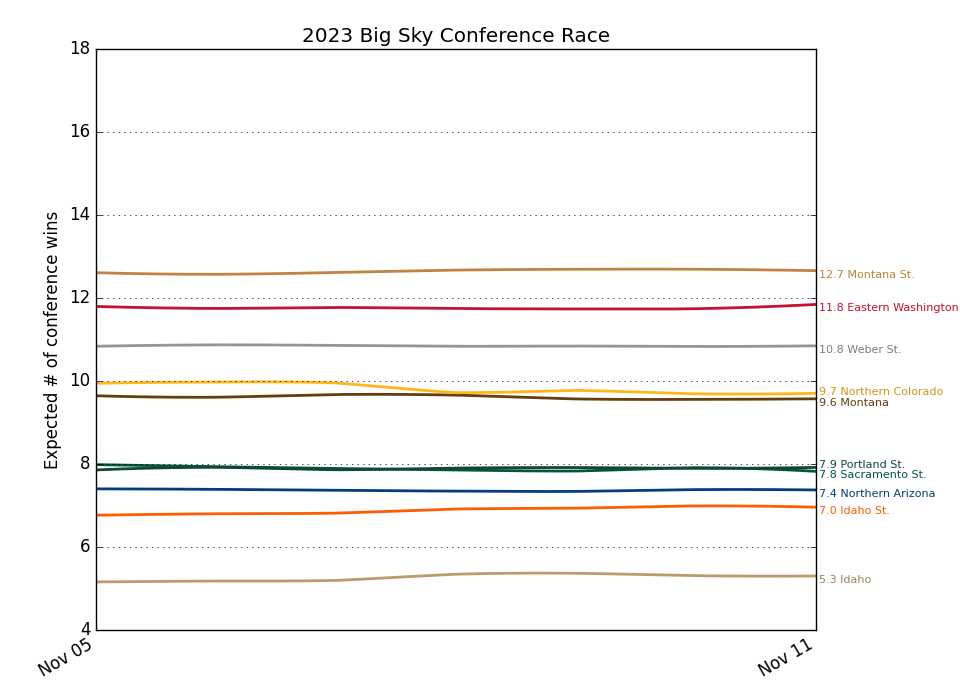 2023 Big Sky Conference Race
Expected # of conference wins
18
16
14
12
10
8
6
4
12.7 Montana St.
11.8 Eastern Washington
10.8 Weber St.
9.7 Northern Colorado
9.6 Montana
7.9 Portland St.
7.8 Sacramento St.
7.4 Northern Arizona
7.0 Idaho St.
5.3 Idaho
Nov 05
Nov 11